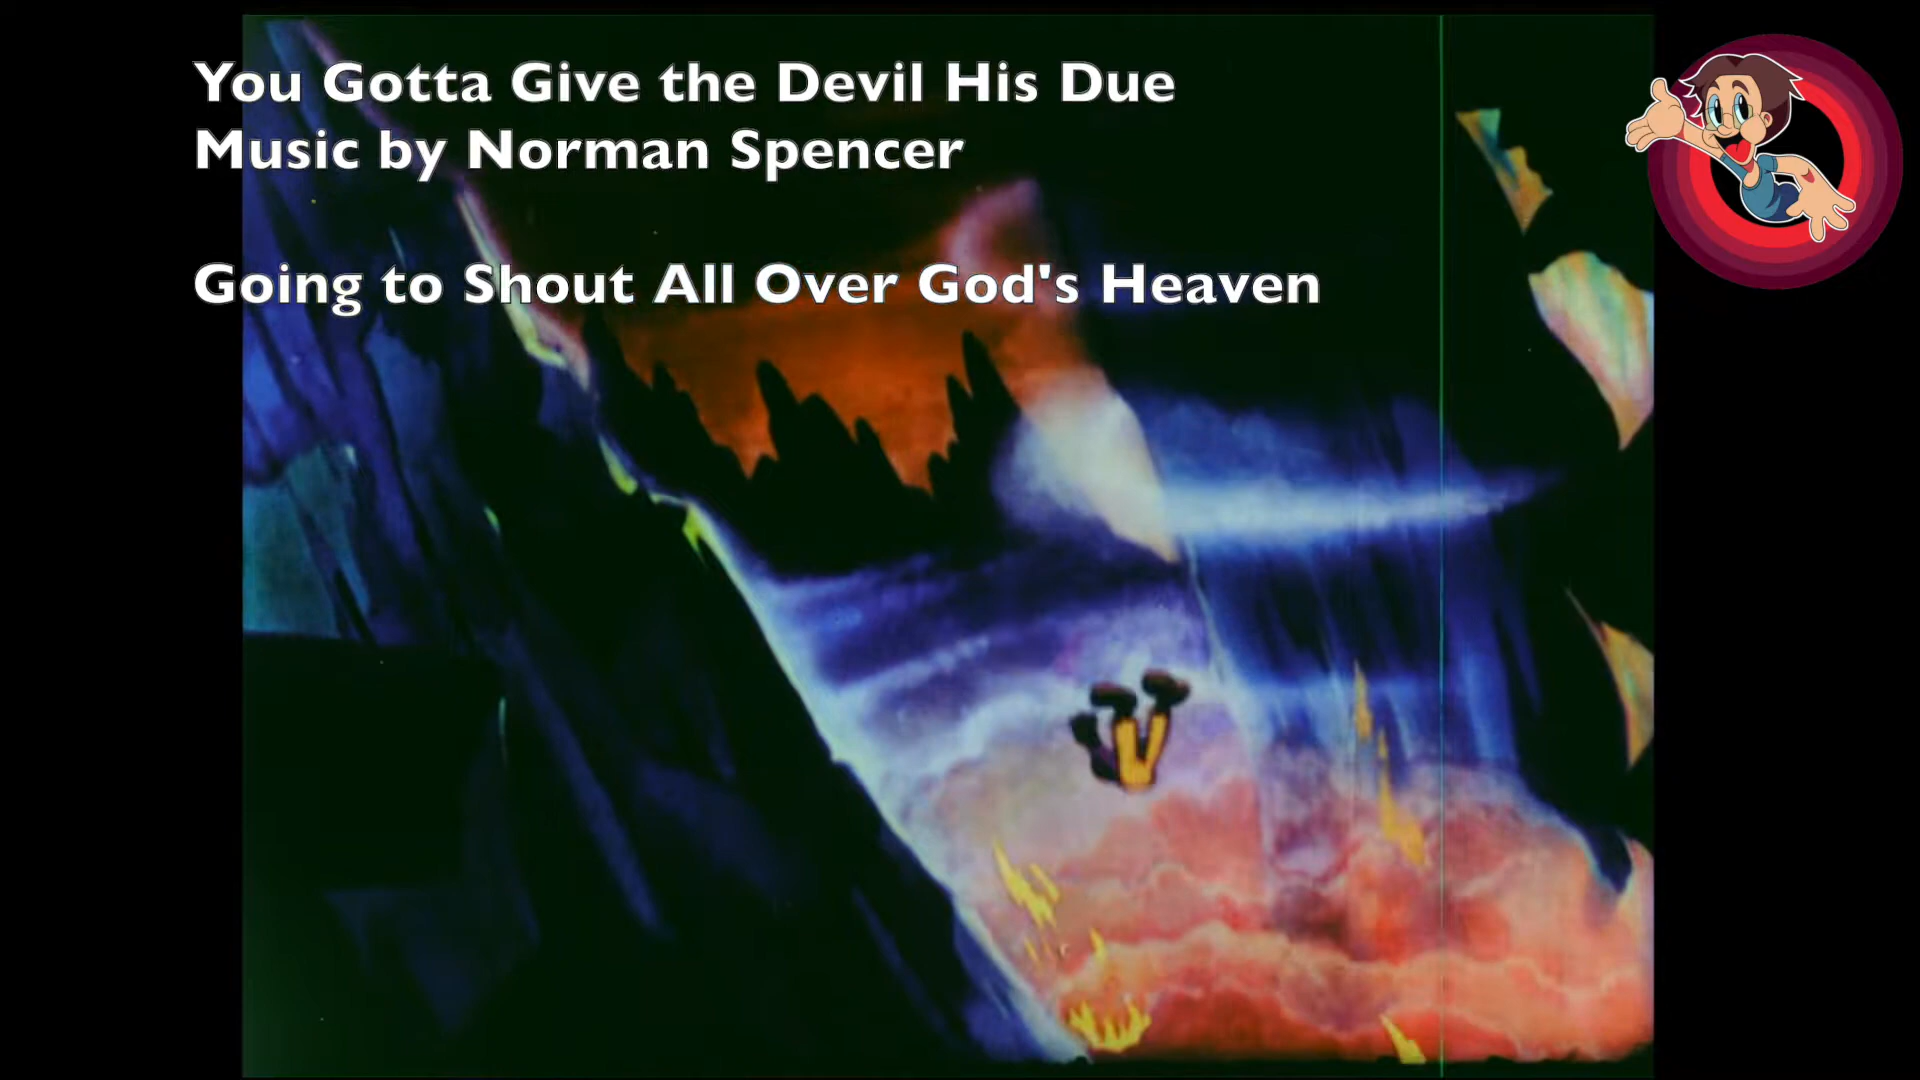 You Gotta Give the Devil His Due
Music by Norman Spencer
Going to Shout All Over God's Heaven